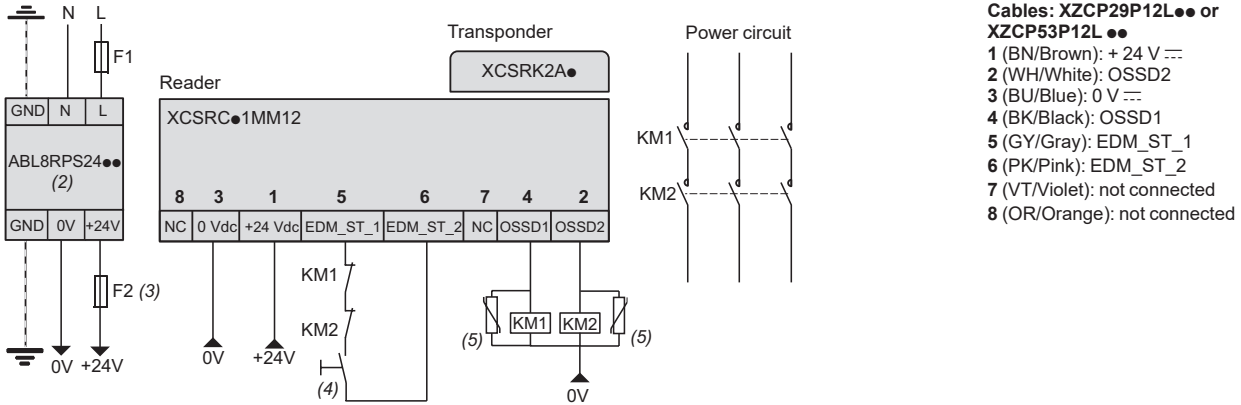 N L
F1
GND N L
ABL8RPS24●●
(2)
GND 0V +24V
F2 (3)
0V +24V
Reader
Transponder
XCSRK2A●
XCSRC●1MM12
8 3 1 5 6 7 4 2
NC 0 Vdc +24 Vdc EDM_ST_1 EDM_ST_2 NC OSSD1 OSSD2
KM1
KM2
(4)
0V +24V
(5) KM1 KM2 (5)
0V
Power circuit
KM1
KM2
Cables: XZCP29P12L●● or
XZCP53P12L ●●
1 (BN/Brown): + 24 V ⎓
2 (WH/White): OSSD2
3 (BU/Blue): 0 V ⎓
4 (BK/Black): OSSD1
5 (GY/Gray): EDM_ST_1
6 (PK/Pink): EDM_ST_2
7 (VT/Violet): not connected
8 (OR/Orange): not connected